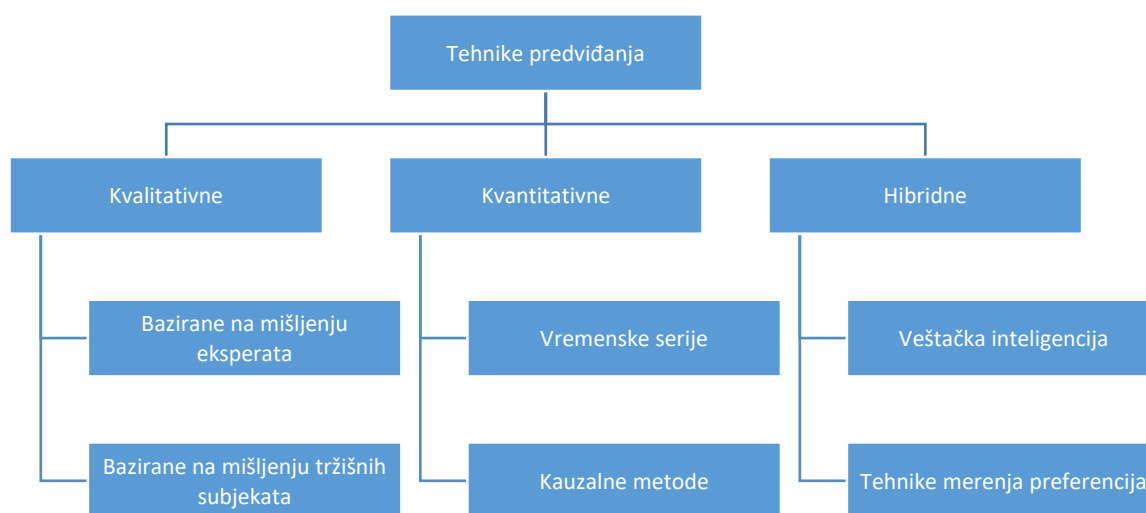 Tehnike predviđanja
Kvalitativne
Kvantitativne
Hibridne
Bazirane na mišljenju
eksperata
Vremenske serije
Veštačka inteligencija
Bazirane na mišljenju tržišnih
subjekata
Kauzalne metode
Tehnike merenja preferencija